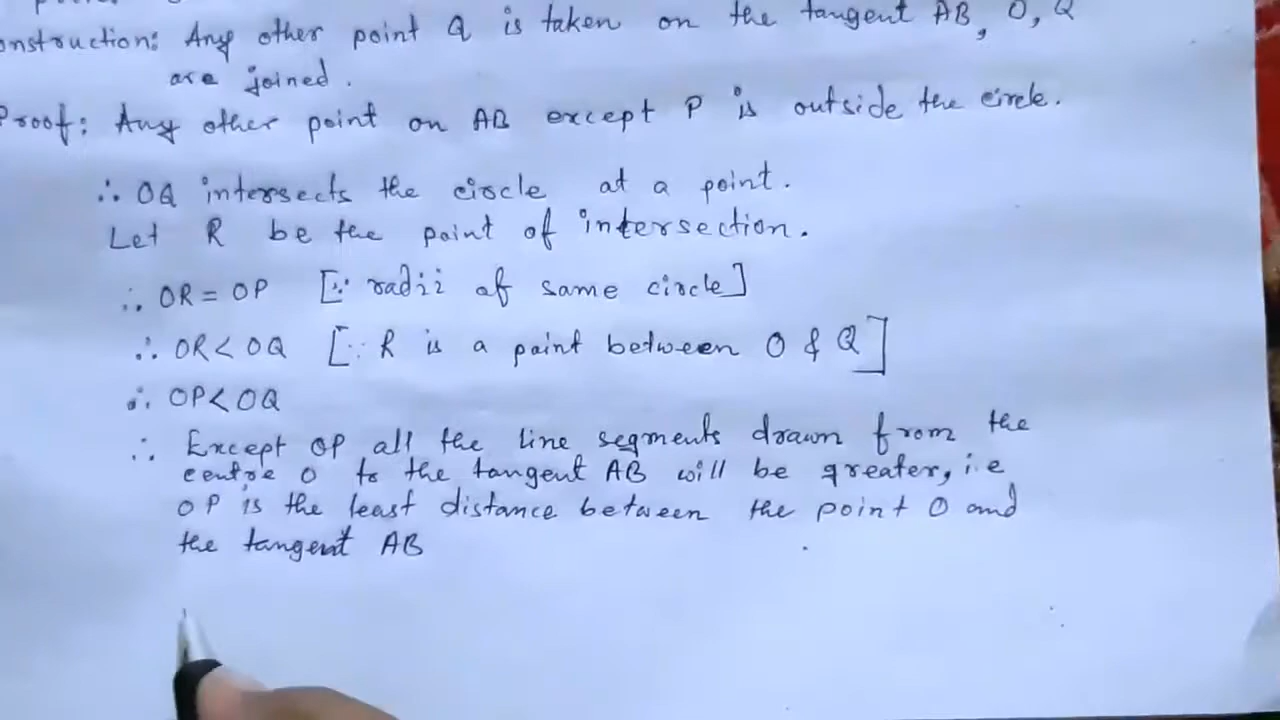 onstruction: Any other point Q is taken on the tangent AB, O, Q
are joined.
Proof: Any other point on AB except P is outside the circle.
∴ OQ intersects the circle at a point.
Let R be the point of intersection.
∴ OR = OP [∵ radii of same circle]
∴ OR < OQ [∵ R is a point between O & Q]
∴ OP < OQ
∴ Except OP all the line segments drawn from the
centre O to the tangent AB will be greater, i.e
OP is the least distance between the point O and
the tangent AB